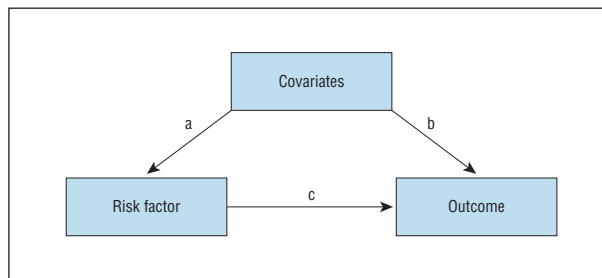 Covariates
a
b
Risk factor
c
Outcome